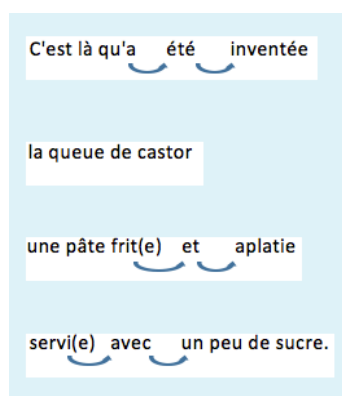 C'est là qu'a été inventée
la queue de castor
une pâte frit(e) et aplatie
servi(e) avec un peu de sucre.